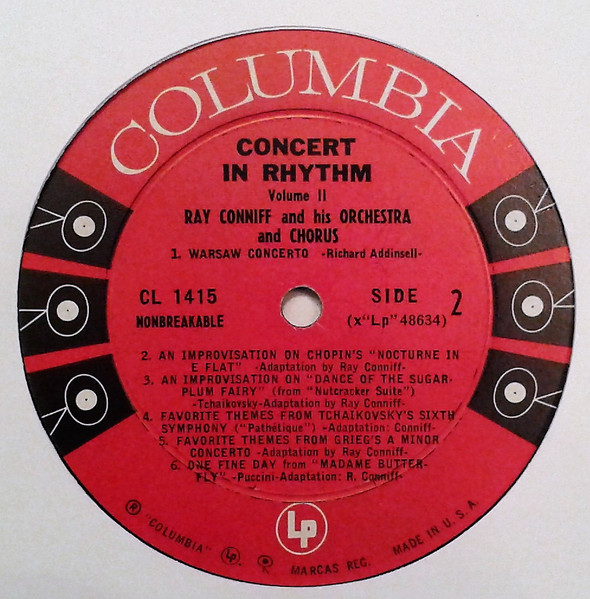 COLUMBIA
CONCERT
IN RHYTHM
Volume II
RAY CONNIFF and his ORCHESTRA
and CHORUS
1. WARSAW CONCERTO -Richard Addinsell-
CL 1415
NONBREAKABLE
SIDE 2
(x"Lp" 48634)
2. AN IMPROVISATION ON CHOPIN'S "NOCTURNE IN
E FLAT" -Adaptation by Ray Conniff-
3. AN IMPROVISATION ON "DANCE OF THE SUGAR-
PLUM FAIRY" (from "Nutcracker Suite")
-Tchaikovsky-Adaptation by Ray Conniff-
4. FAVORITE THEMES FROM TCHAIKOVSKY'S SIXTH
SYMPHONY ("Pathétique") -Adaptation: Conniff-
5. FAVORITE THEMES FROM GRIEG'S A MINOR
CONCERTO -Adaptation by Ray Conniff-
6. ONE FINE DAY from "MADAME BUTTER-
FLY" -Puccini-Adaptation: R. Conniff-
Lp
® "COLUMBIA" Lp MARCAS REG. MADE IN U.S.A.